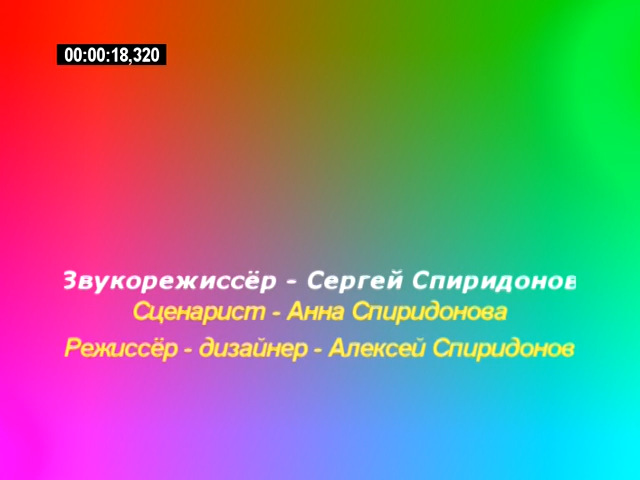 00:00:18,320
Звукорежиссёр - Сергей Спиридонов
Сценарист - Анна Спиридонова
Режиссёр - дизайнер - Алексей Спиридонов